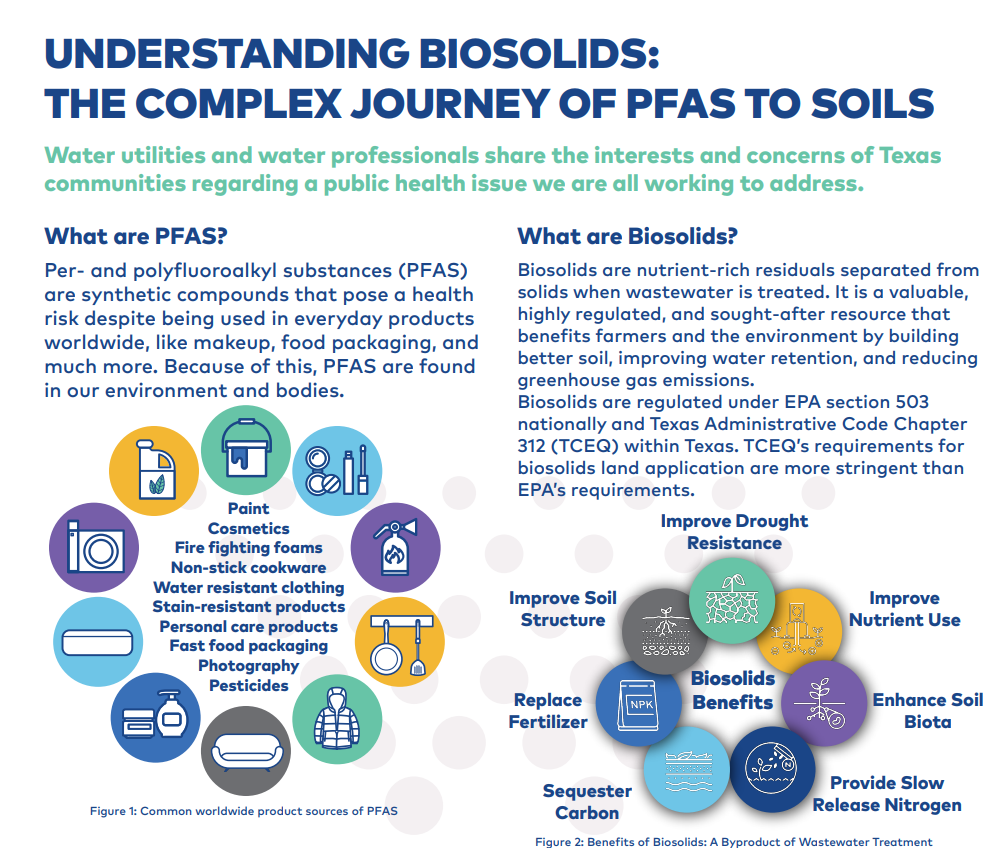 UNDERSTANDING BIOSOLIDS:
THE COMPLEX JOURNEY OF PFAS TO SOILS
Water utilities and water professionals share the interests and concerns of Texas
communities regarding a public health issue we are all working to address.
What are PFAS?
Per- and polyfluoroalkyl substances (PFAS)
are synthetic compounds that pose a health
risk despite being used in everyday products
worldwide, like makeup, food packaging, and
much more. Because of this, PFAS are found
in our environment and bodies.
Paint
Cosmetics
Fire fighting foams
Non-stick cookware
Water resistant clothing
Stain-resistant products
Personal care products
Fast food packaging
Photography
Pesticides
Figure 1: Common worldwide product sources of PFAS
What are Biosolids?
Biosolids are nutrient-rich residuals separated from
solids when wastewater is treated. It is a valuable,
highly regulated, and sought-after resource that
benefits farmers and the environment by building
better soil, improving water retention, and reducing
greenhouse gas emissions.
Biosolids are regulated under EPA section 503
nationally and Texas Administrative Code Chapter
312 (TCEQ) within Texas. TCEQ's requirements for
biosolids land application are more stringent than
EPA's requirements.
Improve Drought
Resistance
Improve Soil
Structure
Improve
Nutrient Use
Biosolids
Benefits
Replace
Fertilizer
NPK
Enhance Soil
Biota
Sequester
Carbon
N
Provide Slow
Release Nitrogen
Figure 2: Benefits of Biosolids: A Byproduct of Wastewater Treatment